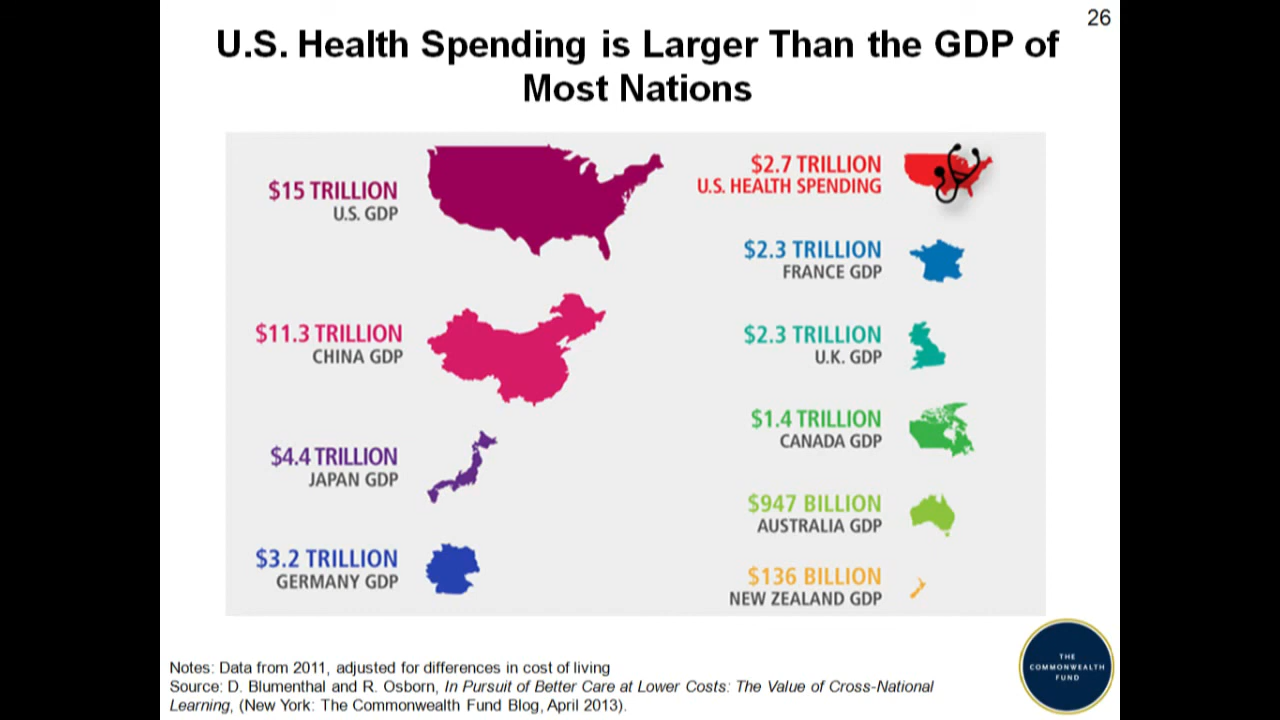 26
U.S. Health Spending is Larger Than the GDP of
Most Nations
$15 TRILLION
U.S. GDP
$11.3 TRILLION
CHINA GDP
$4.4 TRILLION
JAPAN GDP
$3.2 TRILLION
GERMANY GDP
$2.7 TRILLION
U.S. HEALTH SPENDING
$2.3 TRILLION
FRANCE GDP
$2.3 TRILLION
U.K. GDP
$1.4 TRILLION
CANADA GDP
$947 BILLION
AUSTRALIA GDP
$136 BILLION
NEW ZEALAND GDP
Notes: Data from 2011, adjusted for differences in cost of living
Source: D. Blumenthal and R. Osborn, In Pursuit of Better Care at Lower Costs: The Value of Cross-National
Learning, (New York: The Commonwealth Fund Blog, April 2013).
THE
COMMONWEALTH
FUND